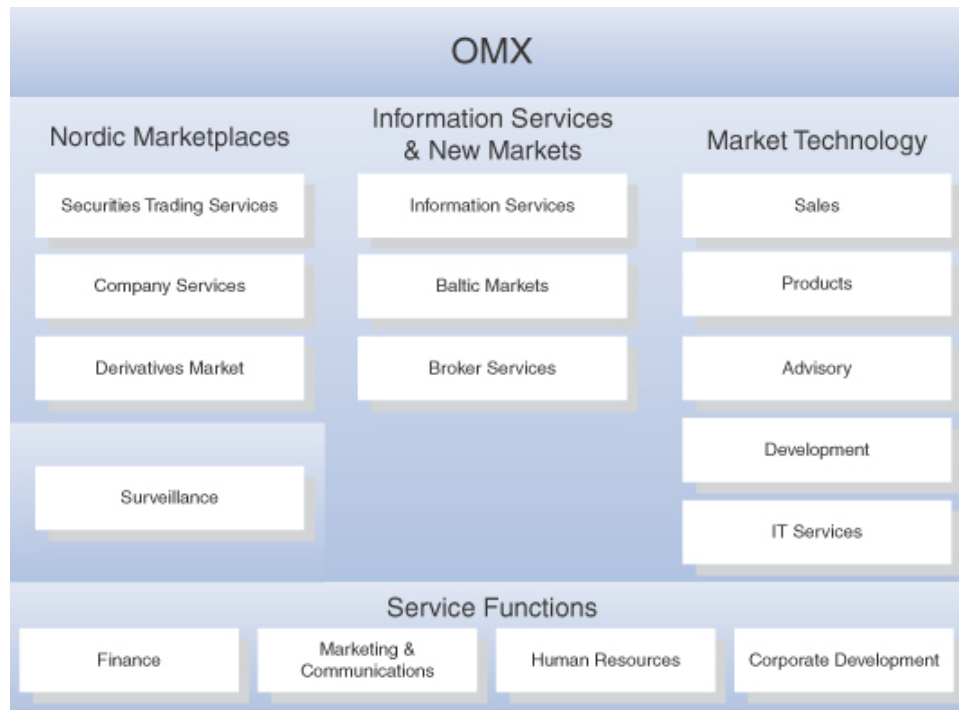 OMX
Nordic Marketplaces
Securities Trading Services
Company Services
Derivatives Market
Surveillance
Information Services
& New Markets
Information Services
Baltic Markets
Broker Services
Market Technology
Sales
Products
Advisory
Development
IT Services
Service Functions
Finance
Marketing &
Communications
Human Resources
Corporate Development